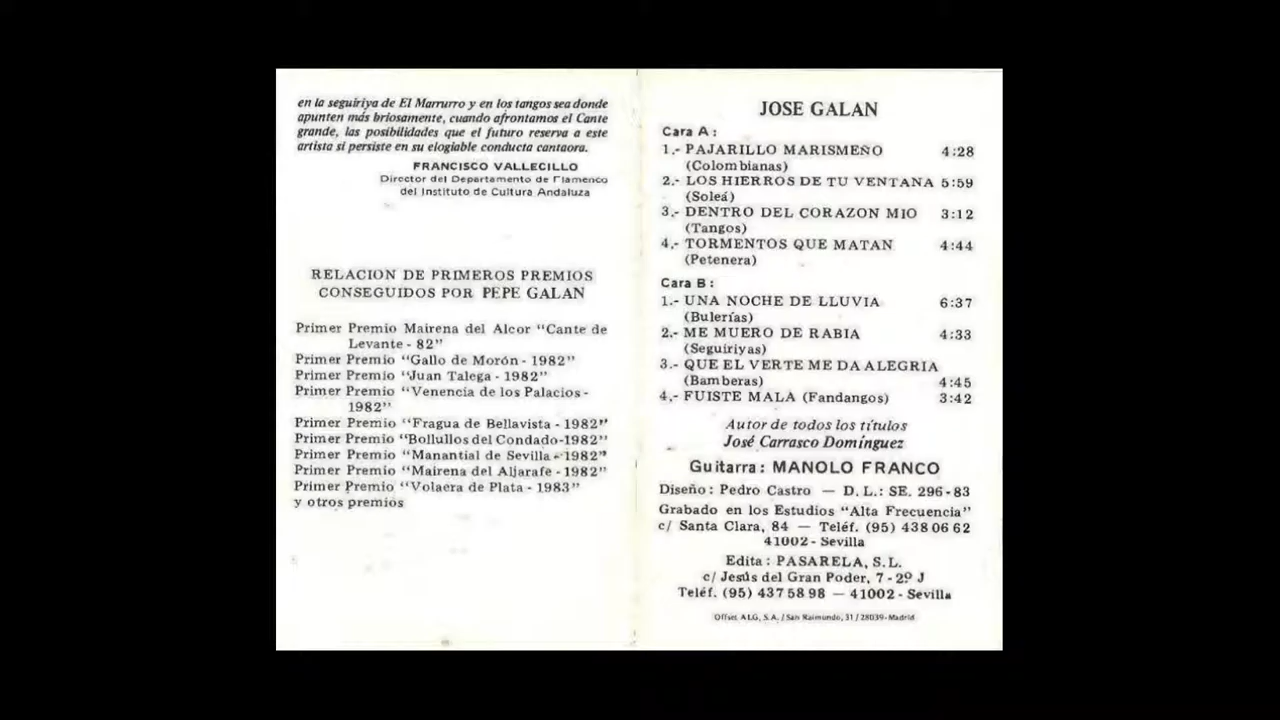 en la seguiriya de El Marrurro y en los tangos sea donde
apunten más briosamente, cuando afrontamos el Cante
grande, las posibilidades que el futuro reserva a este
artista si persiste en su elogiable conducta cantaora.
FRANCISCO VALLECILLO
Director del Departamento de Flamenco
del Instituto de Cultura Andaluza
RELACION DE PRIMEROS PREMIOS
CONSEGUIDOS POR PEPE GALAN
Primer Premio Mairena del Alcor "Cante de
Levante - 82"
Primer Premio "Gallo de Morón - 1982"
Primer Premio "Juan Talega - 1982"
Primer Premio "Venencia de los Palacios -
1982"
Primer Premio "Fragua de Bellavista - 1982"
Primer Premio "Bollullos del Condado-1982"
Primer Premio "Manantial de Sevilla - 1982"
Primer Premio "Mairena del Aljarafe - 1982"
Primer Premio "Volaera de Plata - 1983"
y otros premios
JOSE GALAN
Cara A:
1.- PAJARILLO MARISMEÑO 4:28
(Colombianas)
2.- LOS HIERROS DE TU VENTANA 5:59
(Soleá)
3.- DENTRO DEL CORAZON MIO 3:12
(Tangos)
4.- TORMENTOS QUE MATAN 4:44
(Petenera)
Cara B:
1.- UNA NOCHE DE LLUVIA 6:37
(Bulerías)
2.- ME MUERO DE RABIA 4:33
(Seguiriyas)
3.- QUE EL VERTE ME DA ALEGRIA
(Bamberas) 4:45
4.- FUISTE MALA (Fandangos) 3:42
Autor de todos los títulos
José Carrasco Domínguez
Guitarra: MANOLO FRANCO
Diseño: Pedro Castro — D. L.: SE. 296-83
Grabado en los Estudios "Alta Frecuencia"
c/ Santa Clara, 84 — Teléf. (95) 438 06 62
41002 - Sevilla
Edita: PASARELA, S.L.
c/ Jesús del Gran Poder, 7 - 2º J
Teléf. (95) 437 58 98 — 41002 - Sevilla
Offset ALG, S.A. / San Raimundo, 31 / 28039-Madrid